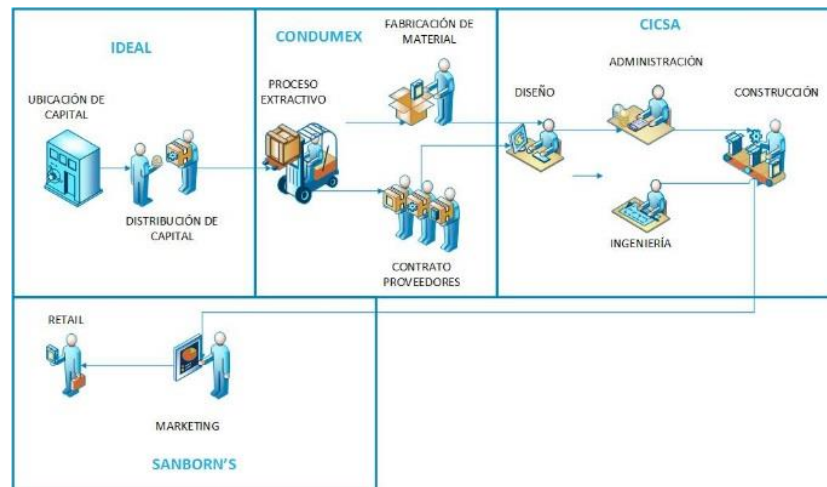 IDEAL
UBICACIÓN DE
CAPITAL
DISTRIBUCIÓN DE
CAPITAL
CONDUMEX
FABRICACIÓN DE
MATERIAL
PROCESO
EXTRACTIVO
CONTRATO
PROVEEDORES
CICSA
DISEÑO
ADMINISTRACIÓN
CONSTRUCCIÓN
INGENIERÍA
RETAIL
MARKETING
SANBORN'S